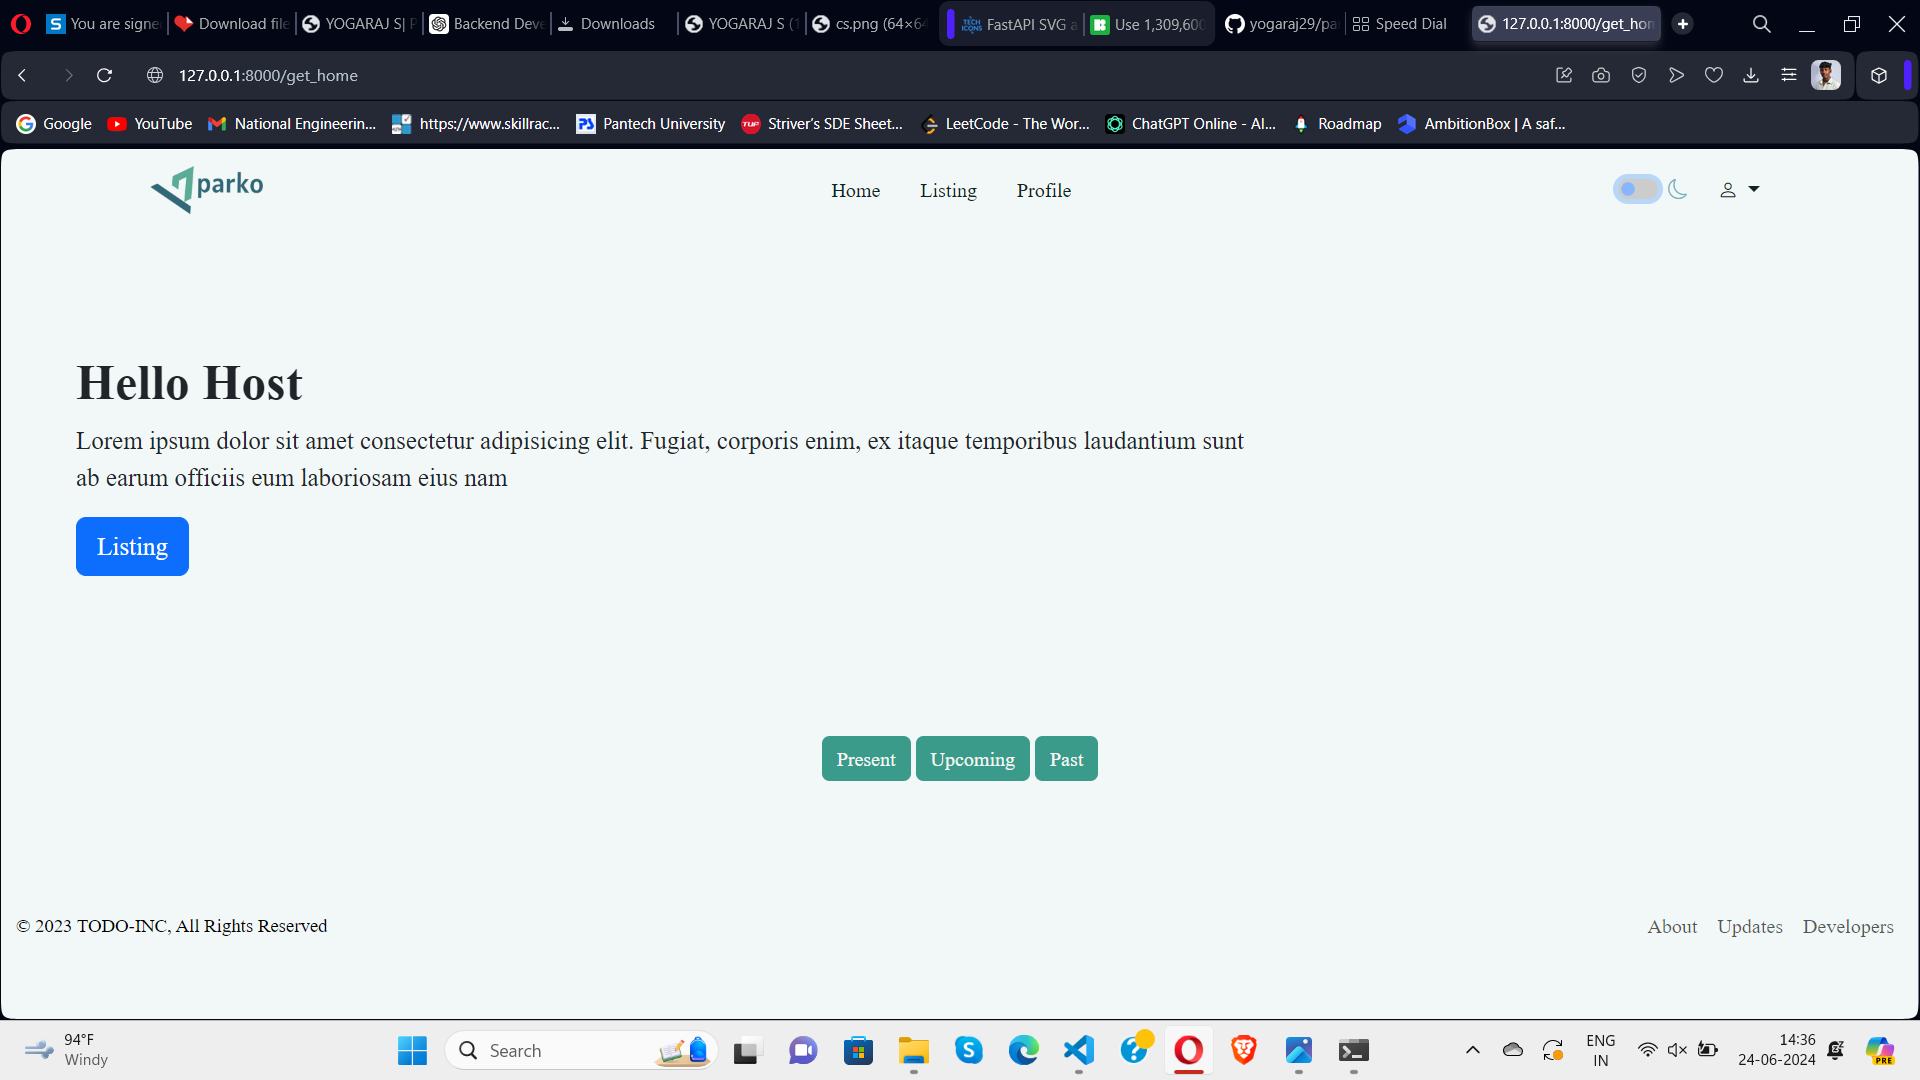 You are signe
Download file
YOGARAJ S| P
Backend Deve
Downloads
YOGARAJ S (1
cs.png (64×64
FastAPI SVG a
Use 1,309,600
yogaraj29/pa
Speed Dial
127.0.0.1:8000/get_hom
127.0.0.1:8000/get_home
Google
YouTube
National Engineerin...
https://www.skillrac...
Pantech University
Striver's SDE Sheet...
LeetCode - The Wor...
ChatGPT Online - AI...
Roadmap
AmbitionBox | A saf...
parko
Home
Listing
Profile
Hello Host
Lorem ipsum dolor sit amet consectetur adipisicing elit. Fugiat, corporis enim, ex itaque temporibus laudantium sunt
ab earum officiis eum laboriosam eius nam
Listing
Present
Upcoming
Past
© 2023 TODO-INC, All Rights Reserved
About
Updates
Developers
94°F
Windy
Search
ENG
IN
14:36
24-06-2024
PRE